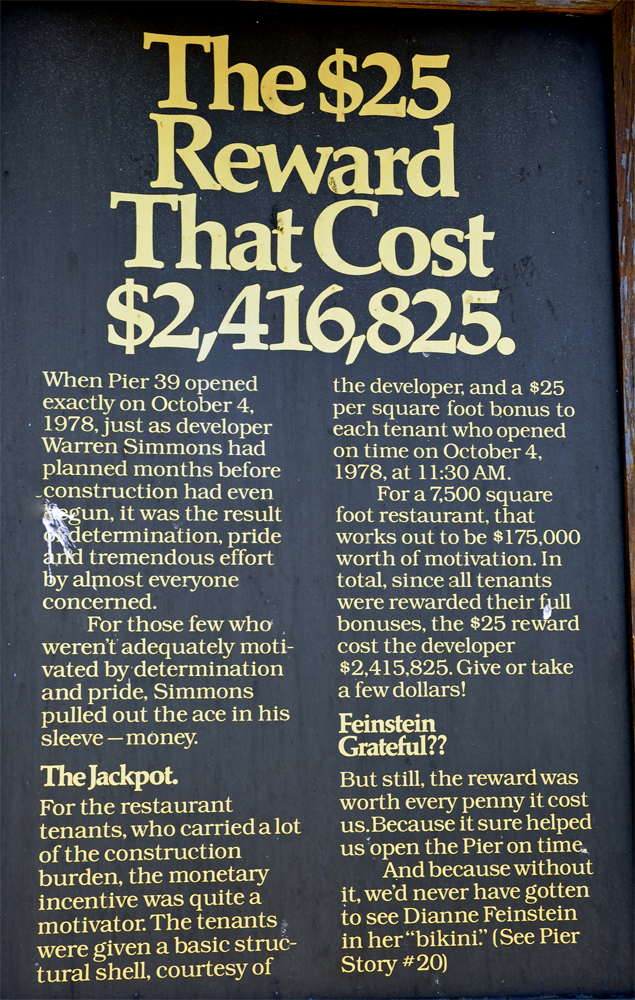 The $25
Reward
That Cost
$2,416,825.
When Pier 39 opened
exactly on October 4,
1978, just as developer
Warren Simmons had
planned months before
construction had even
begun, it was the result
of determination, pride
and tremendous effort
by almost everyone
concerned.
For those few who
weren't adequately moti-
vated by determination
and pride, Simmons
pulled out the ace in his
sleeve—money.
The Jackpot.
For the restaurant
tenants, who carried a lot
of the construction
burden, the monetary
incentive was quite a
motivator. The tenants
were given a basic struc-
tural shell, courtesy of
the developer, and a $25
per square foot bonus to
each tenant who opened
on time on October 4,
1978, at 11:30 AM.
For a 7,500 square
foot restaurant, that
works out to be $175,000
worth of motivation. In
total, since all tenants
were rewarded their full
bonuses, the $25 reward
cost the developer
$2,415,825. Give or take
a few dollars!
Feinstein
Grateful??
But still, the reward was
worth every penny it cost
us. Because it sure helped
us open the Pier on time.
And because without
it, we'd never have gotten
to see Dianne Feinstein
in her "bikini." (See Pier
Story #20)